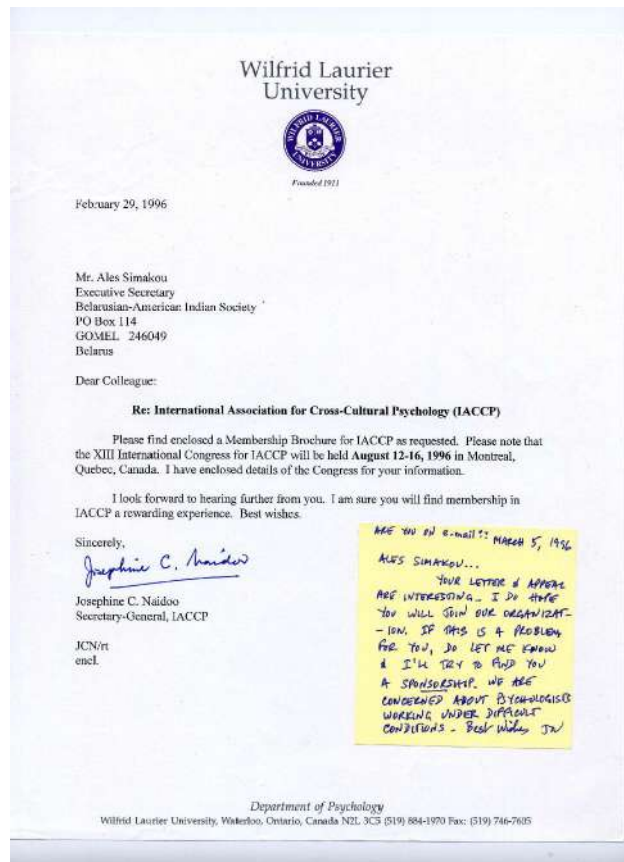 Wilfrid Laurier
University
WILFRID LAURIER
UNIVERSITY
Founded 1911
February 29, 1996
Mr. Ales Simakou
Executive Secretary
Belarusian-American Indian Society
PO Box 114
GOMEL 246049
Belarus
Dear Colleague:
Re: International Association for Cross-Cultural Psychology (IACCP)
Please find enclosed a Membership Brochure for IACCP as requested. Please note that
the XIII International Congress for IACCP will be held August 12-16, 1996 in Montreal,
Quebec, Canada. I have enclosed details of the Congress for your information.
I look forward to hearing further from you. I am sure you will find membership in
IACCP a rewarding experience. Best wishes.
Sincerely,
Josephine C. Naidoo
Josephine C. Naidoo
Secretary-General, IACCP
JCN/rt
encl.
ARE YOU ON e-mail?? MARCH 5, 1996
ALES SIMAKOU...
YOUR LETTER & APPEAL
ARE INTERESTING - I DO HOPE
YOU WILL JOIN OUR ORGANIZAT-
-ION. IF THIS IS A PROBLEM
FOR YOU, DO LET ME KNOW
& I'LL TRY TO FIND YOU
A SPONSORSHIP. WE ARE
CONCERNED ABOUT PSYCHOLOGISTS
WORKING UNDER DIFFICULT
CONDITIONS - Best Wishes JN
Department of Psychology
Wilfrid Laurier University, Waterloo, Ontario, Canada N2L 3C5 (519) 884-1970 Fax: (519) 746-7605